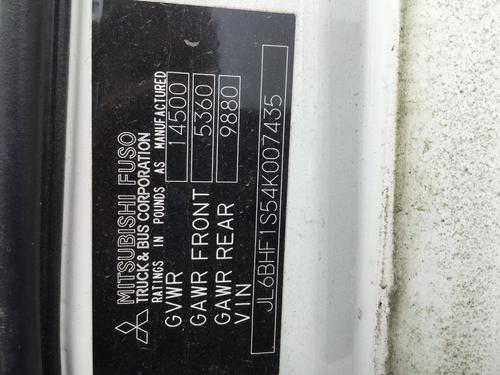 MITSUBISHI FUSO
TRUCK & BUS CORPORATION
RATINGS IN POUNDS AS MANUFACTURED
GVWR 14500
GAWR FRONT 5360
GAWR REAR 9880
VIN
JL6BHF1S54K007435